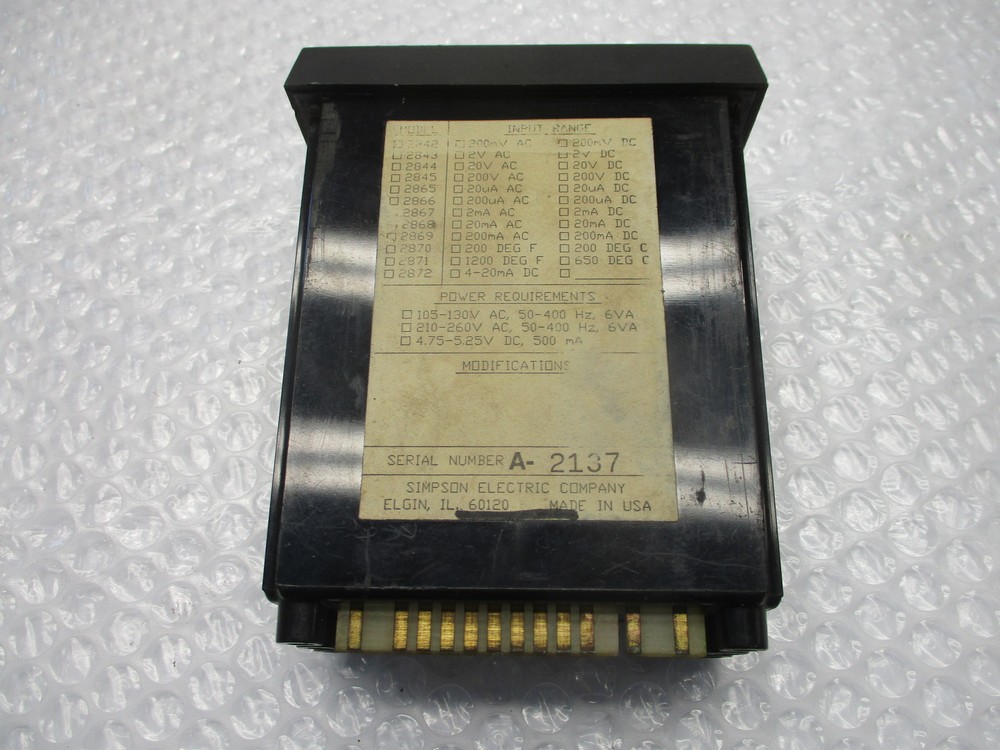 MODEL INPUT RANGE
2842 200mV AC 200mV DC
2843 2V AC 2V DC
2844 20V AC 20V DC
2845 200V AC 200V DC
2865 20uA AC 20uA DC
2866 200uA AC 200uA DC
2867 2mA AC 2mA DC
2868 20mA AC 20mA DC
2869 200mA AC 200mA DC
2870 200 DEG F 200 DEG C
2871 1200 DEG F 650 DEG C
2872 4-20mA DC
POWER REQUIREMENTS
105-130V AC, 50-400 Hz, 6VA
210-260V AC, 50-400 Hz, 6VA
4.75-5.25V DC, 500 mA
MODIFICATIONS
SERIAL NUMBER A- 2137
SIMPSON ELECTRIC COMPANY
ELGIN, IL. 60120 MADE IN USA